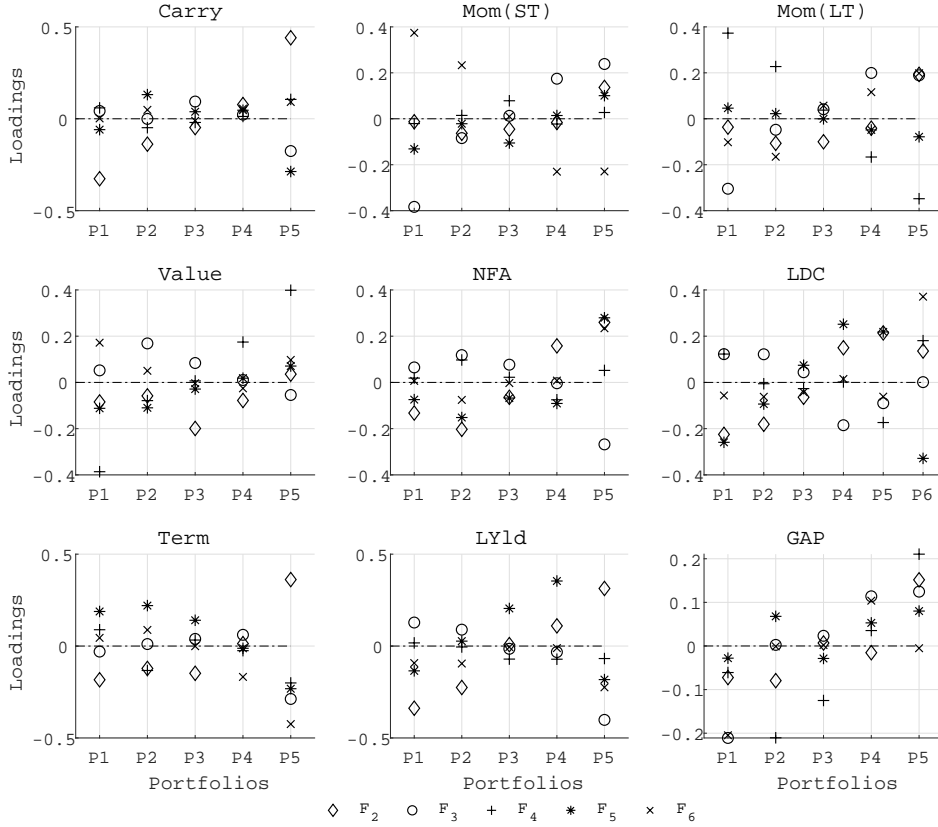 Carry
Mom(ST)
Mom(LT)
Loadings
0.5
0
-0.5
P1 P2 P3 P4 P5
0.4
0.2
0
-0.2
-0.4
P1 P2 P3 P4 P5
0.4
0.2
0
-0.2
-0.4
P1 P2 P3 P4 P5
Value
NFA
LDC
Loadings
0.4
0.2
0
-0.2
-0.4
P1 P2 P3 P4 P5
0.4
0.2
0
-0.2
-0.4
P1 P2 P3 P4 P5
0.4
0.2
0
-0.2
-0.4
P1 P2 P3 P4 P5 P6
Term
LYld
GAP
Loadings
0.5
0
-0.5
P1 P2 P3 P4 P5
Portfolios
0.5
0
-0.5
P1 P2 P3 P4 P5
Portfolios
0.2
0.1
0
-0.1
-0.2
P1 P2 P3 P4 P5
Portfolios
F2 F3 F4 F5 F6